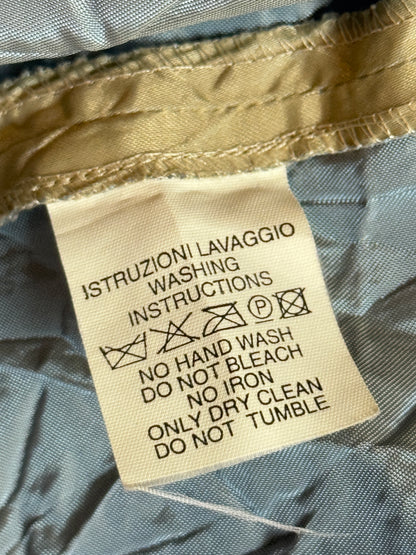 ISTRUZIONI LAVAGGIO
WASHING
INSTRUCTIONS
P
NO HAND WASH
DO NOT BLEACH
NO IRON
ONLY DRY CLEAN
DO NOT TUMBLE